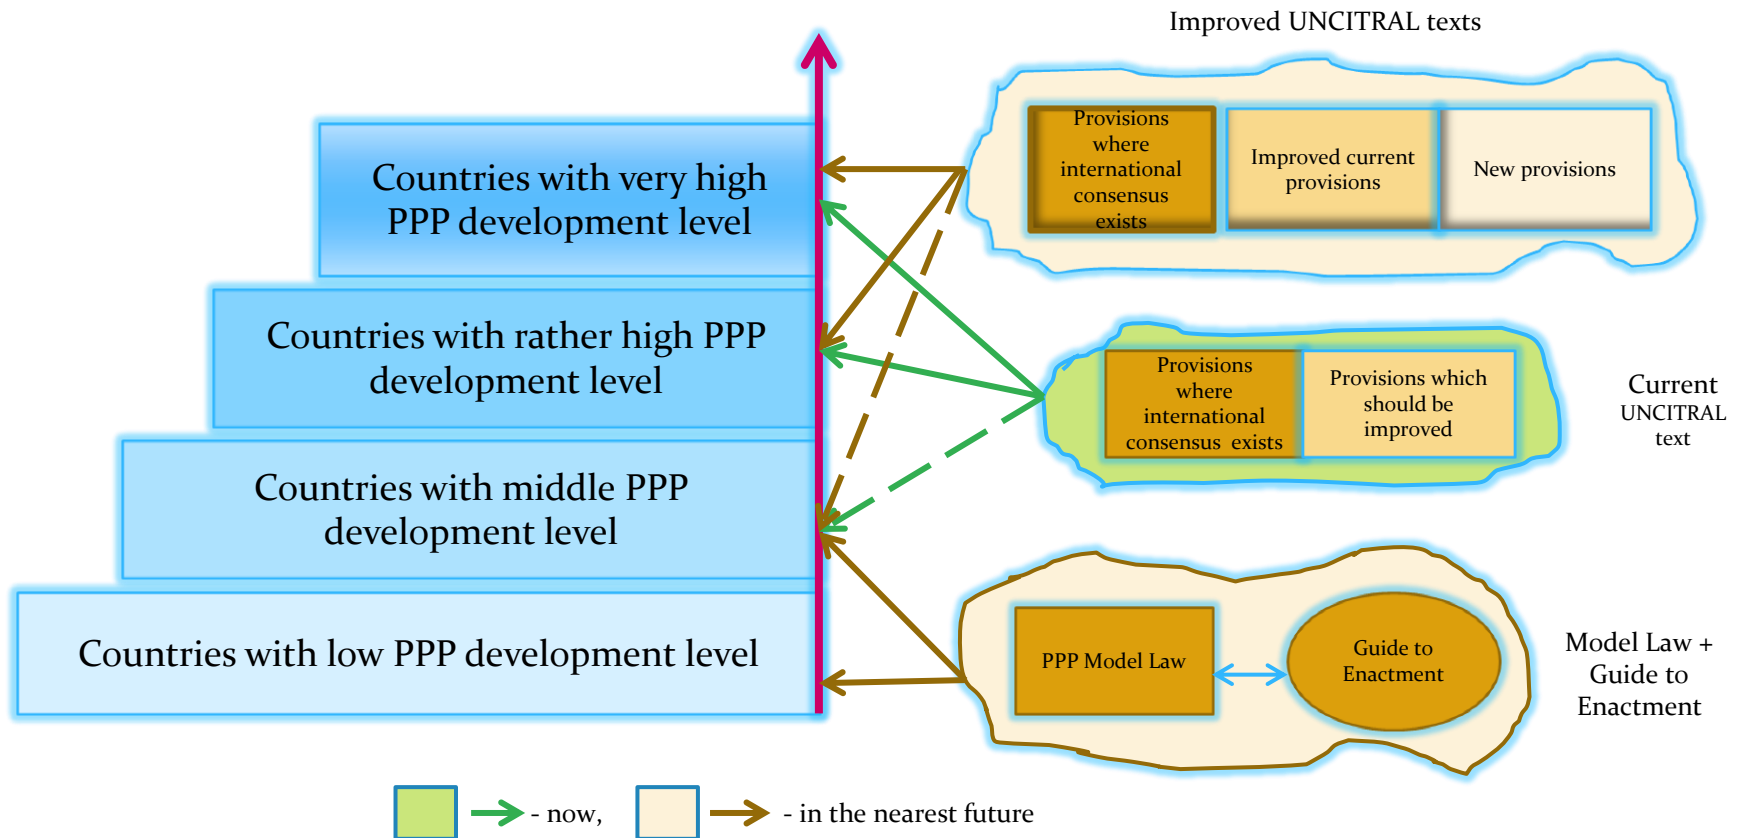 Improved UNCITRAL texts
Countries with very high
PPP development level
Provisions
where
international
consensus
exists
Improved current
provisions
New provisions
Countries with rather high PPP
development level
Provisions
where
international
consensus exists
Provisions which
should be
improved
Current
UNCITRAL
text
Countries with middle PPP
development level
Countries with low PPP development level
PPP Model Law
Guide to
Enactment
Model Law +
Guide to
Enactment
- now,
- in the nearest future